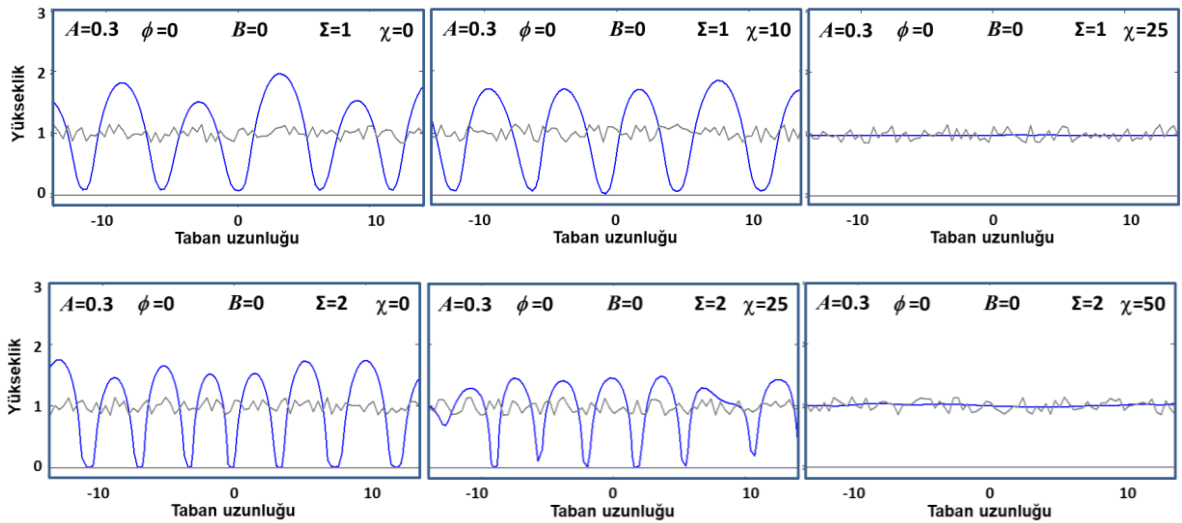 3
A=0.3 ϕ=0 B=0 Σ=1 χ=0
A=0.3 ϕ=0 B=0 Σ=1 χ=10
A=0.3 ϕ=0 B=0 Σ=1 χ=25
Yükseklik
2
1
0
-10 0 10
-10 0 10
-10 0 10
Taban uzunluğu
Taban uzunluğu
Taban uzunluğu
3
A=0.3 ϕ=0 B=0 Σ=2 χ=0
A=0.3 ϕ=0 B=0 Σ=2 χ=25
A=0.3 ϕ=0 B=0 Σ=2 χ=50
Yükseklik
2
1
0
-10 0 10
-10 0 10
-10 0 10
Taban uzunluğu
Taban uzunluğu
Taban uzunluğu